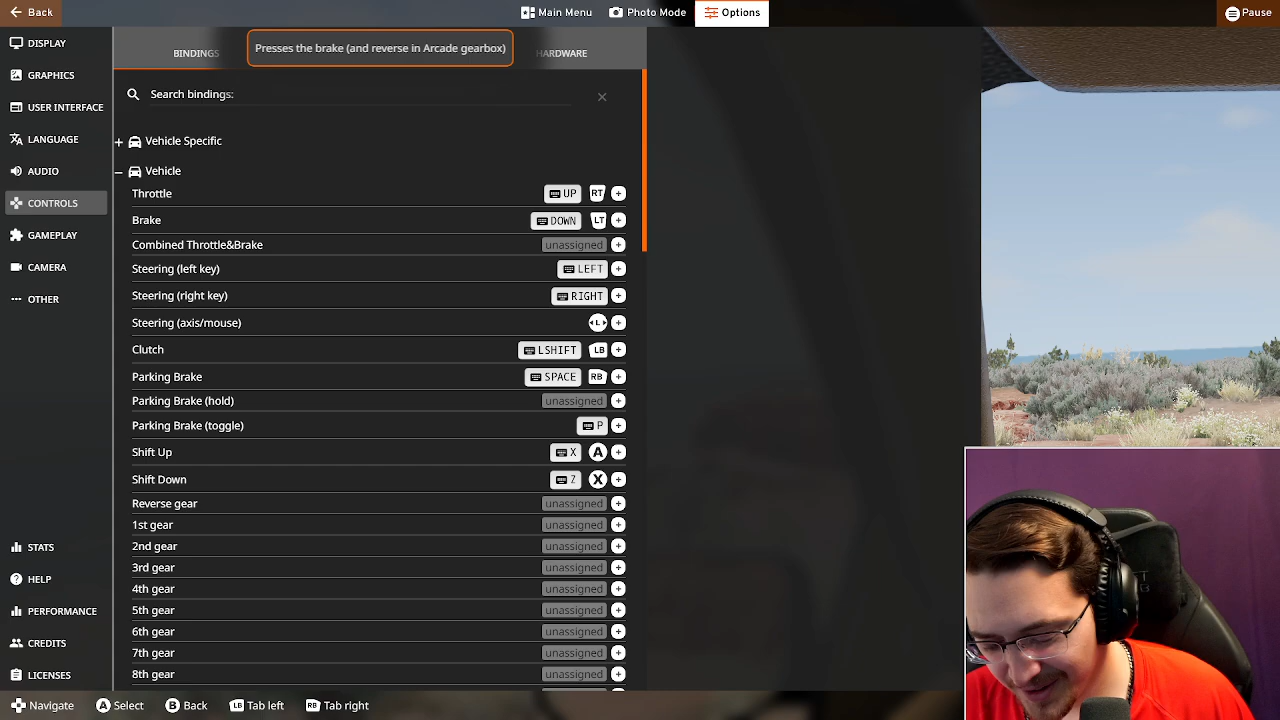 Back
Main Menu
Photo Mode
Options
Pause
DISPLAY
GRAPHICS
USER INTERFACE
LANGUAGE
AUDIO
CONTROLS
GAMEPLAY
CAMERA
OTHER
STATS
HELP
PERFORMANCE
CREDITS
LICENSES
BINDINGS
Presses the brake (and reverse in Arcade gearbox)
HARDWARE
Search bindings:
Vehicle Specific
Vehicle
Throttle UP RT
Brake DOWN LT
Combined Throttle&Brake unassigned
Steering (left key) LEFT
Steering (right key) RIGHT
Steering (axis/mouse) L
Clutch LSHIFT LB
Parking Brake SPACE RB
Parking Brake (hold) unassigned
Parking Brake (toggle) P
Shift Up X A
Shift Down Z X
Reverse gear unassigned
1st gear unassigned
2nd gear unassigned
3rd gear unassigned
4th gear unassigned
5th gear unassigned
6th gear unassigned
7th gear unassigned
8th gear unassigned
Navigate A Select B Back LB Tab left RB Tab right